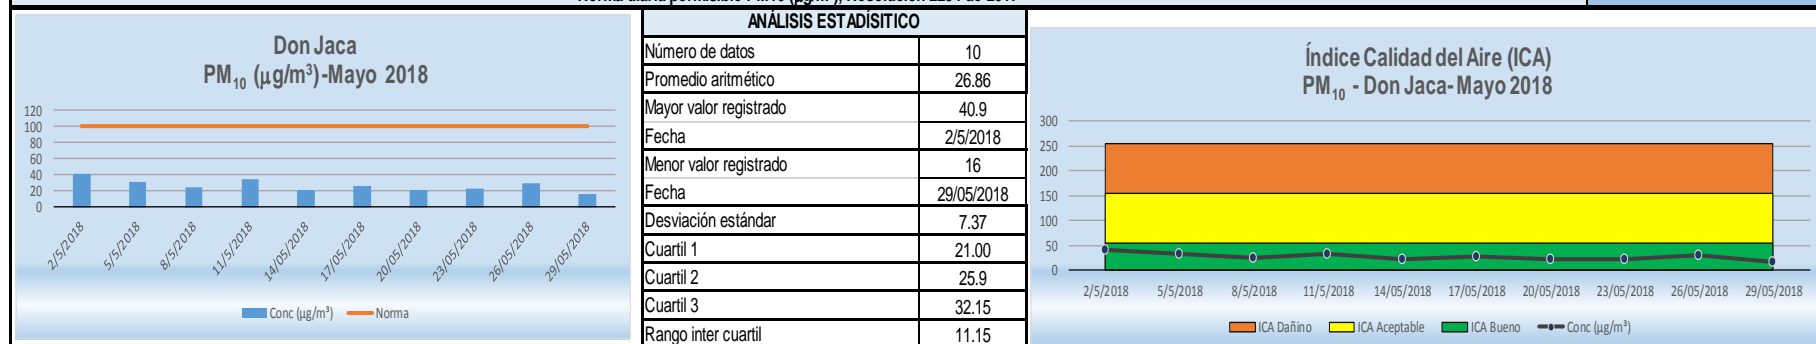 ANÁLISIS ESTADÍSITICO
Don Jaca
PM₁₀ (µg/m³)-Mayo 2018
120
100
80
60
40
20
0
2/5/2018
5/5/2018
8/5/2018
11/5/2018
14/05/2018
17/05/2018
20/05/2018
23/05/2018
26/05/2018
29/05/2018
Conc (µg/m³) Norma
Número de datos 10
Promedio aritmético 26.86
Mayor valor registrado 40.9
Fecha 2/5/2018
Menor valor registrado 16
Fecha 29/05/2018
Desviación estándar 7.37
Cuartil 1 21.00
Cuartil 2 25.9
Cuartil 3 32.15
Rango inter cuartil 11.15
Índice Calidad del Aire (ICA)
PM₁₀ - Don Jaca- Mayo 2018
300
250
200
150
100
50
0
2/5/2018 5/5/2018 8/5/2018 11/5/2018 14/05/2018 17/05/2018 20/05/2018 23/05/2018 26/05/2018 29/05/2018
ICA Dañino ICA Aceptable ICA Bueno Conc (µg/m³)